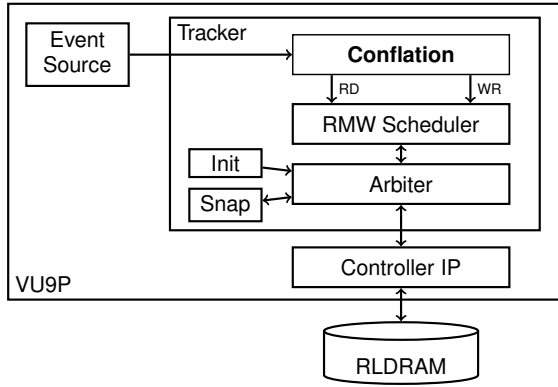 Event
Source
Tracker
Conflation
RD
WR
RMW Scheduler
Init
Arbiter
Snap
Controller IP
VU9P
RLDRAM